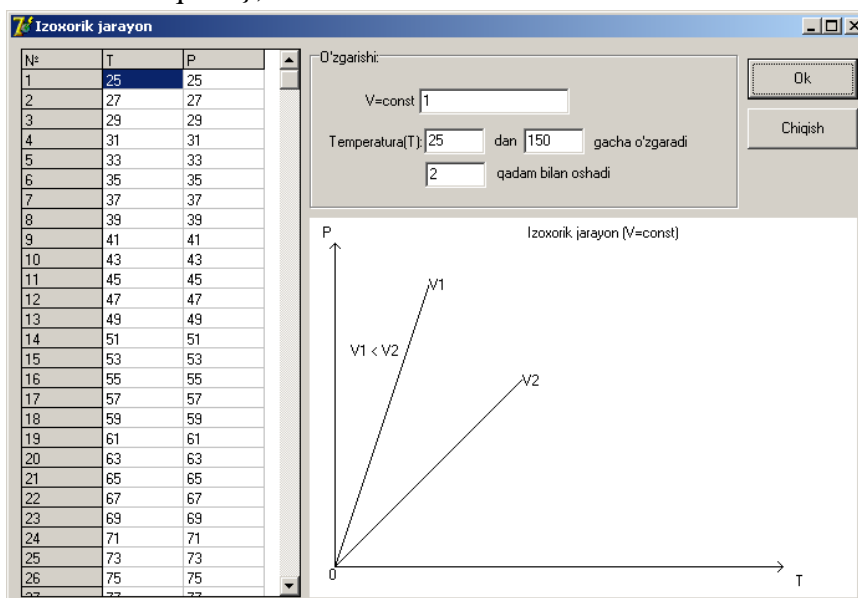 Izoxorik jarayon
№ T P
1 25 25
2 27 27
3 29 29
4 31 31
5 33 33
6 35 35
7 37 37
8 39 39
9 41 41
10 43 43
11 45 45
12 47 47
13 49 49
14 51 51
15 53 53
16 55 55
17 57 57
18 59 59
19 61 61
20 63 63
21 65 65
22 67 67
23 69 69
24 71 71
25 73 73
26 75 75
27 77 77
O'zgarishi:
V=const 1
Temperatura(T): 25 dan 150 gacha o'zgaradi
2 qadam bilan oshadi
Ok
Chiqish
Izoxorik jarayon (V=const)
P
V1
V1 < V2
V2
0
T